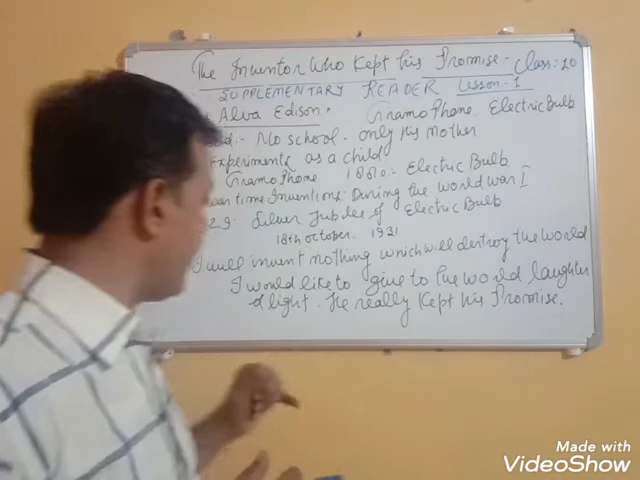 The Inventor Who Kept his Promise. Class: 10
SUPPLEMENTARY READER Lesson-1
Alva Edison. GramoPhone. Electric Bulb
No school - only his mother
Experiments as a child
GramoPhone 1880:- Electric Bulb
war time Inventions: During the world war I
29: Silver Jubilee of Electric Bulb
18th october. 1931
I will invent nothing which will destroy the world
I would like to give to the world laughter
& light. He really Kept his Promise.
Made with
VideoShow